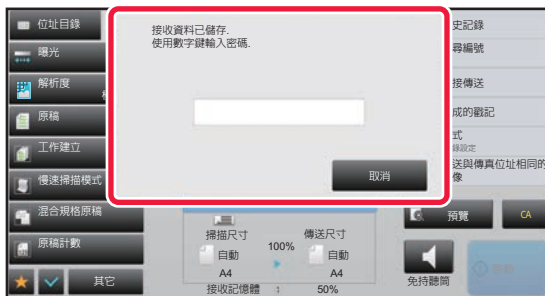 位址目錄
曝光
解析度
原稿
工作建立
慢速掃描模式
混合規格原稿
原稿計數
其它
接收資料已儲存.
使用數字鍵輸入密碼.
取消
史記錄
尋編號
接傳送
成的戳記
式
錄設定
送與傳真位址相同的
像
預覽
CA
掃描尺寸
100%
傳送尺寸
自動
自動
A4
A4
接收記憶體 : 50%
免持聽筒